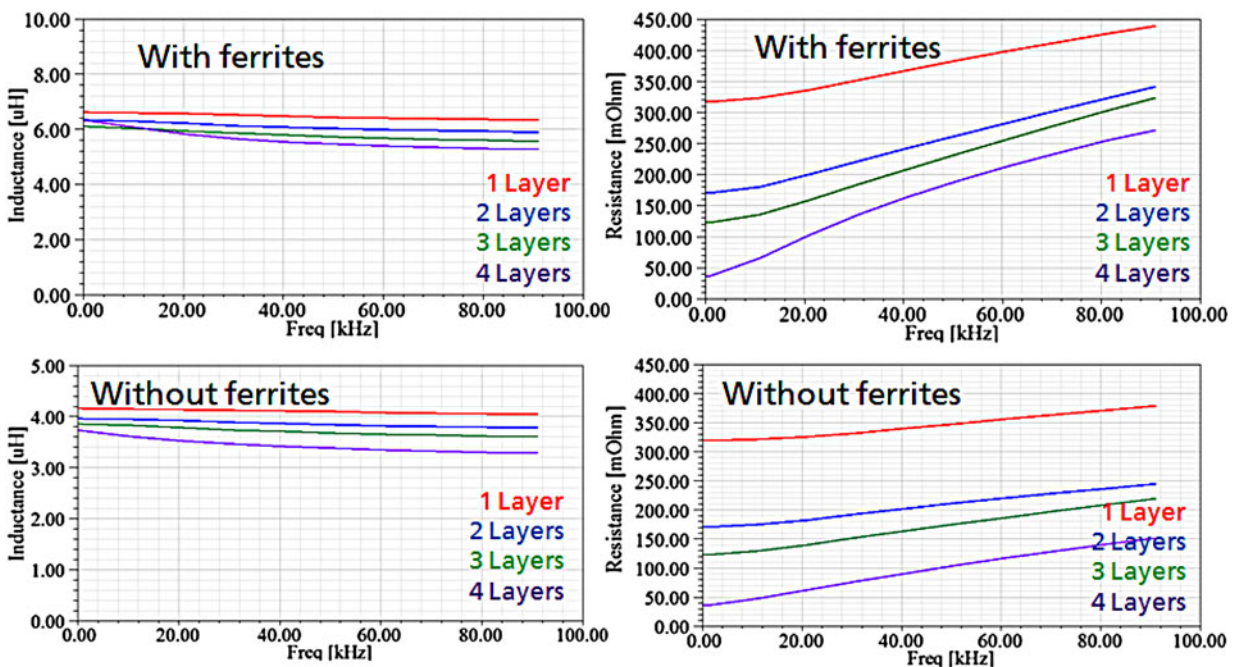 With ferrites
Inductance [uH]
10.00
8.00
6.00
4.00
2.00
0.00
1 Layer
2 Layers
3 Layers
4 Layers
0.00 20.00 40.00 60.00 80.00 100.00
Freq [kHz]
With ferrites
Resistance [mOhm]
450.00
400.00
350.00
300.00
250.00
200.00
150.00
100.00
50.00
0.00
1 Layer
2 Layers
3 Layers
4 Layers
0.00 20.00 40.00 60.00 80.00 100.00
Freq [kHz]
Without ferrites
Inductance [uH]
5.00
4.00
3.00
2.00
1.00
0.00
1 Layer
2 Layers
3 Layers
4 Layers
0.00 20.00 40.00 60.00 80.00 100.00
Freq [kHz]
Without ferrites
Resistance [mOhm]
450.00
400.00
350.00
300.00
250.00
200.00
150.00
100.00
50.00
0.00
1 Layer
2 Layers
3 Layers
4 Layers
0.00 20.00 40.00 60.00 80.00 100.00
Freq [kHz]